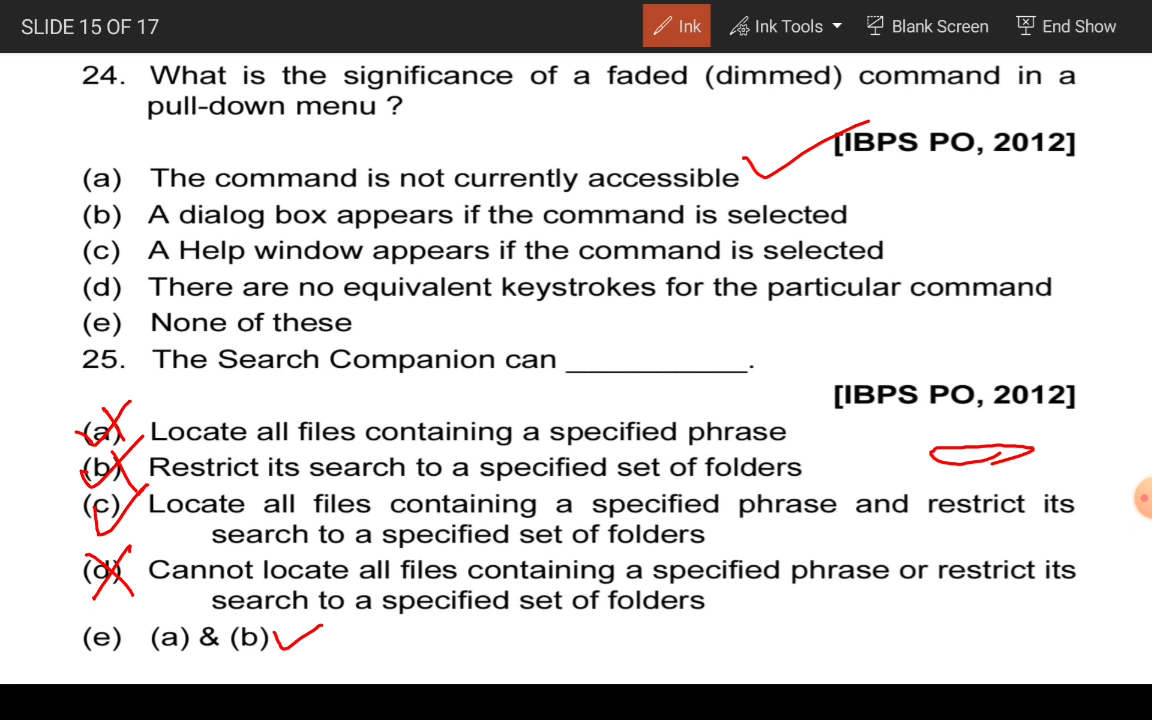 SLIDE 15 OF 17 Ink Ink Tools Blank Screen End Show
24. What is the significance of a faded (dimmed) command in a
pull-down menu ?
[IBPS PO, 2012]
(a) The command is not currently accessible
(b) A dialog box appears if the command is selected
(c) A Help window appears if the command is selected
(d) There are no equivalent keystrokes for the particular command
(e) None of these
25. The Search Companion can ____________.
[IBPS PO, 2012]
(a) Locate all files containing a specified phrase
(b) Restrict its search to a specified set of folders
(c) Locate all files containing a specified phrase and restrict its
search to a specified set of folders
(d) Cannot locate all files containing a specified phrase or restrict its
search to a specified set of folders
(e) (a) & (b)